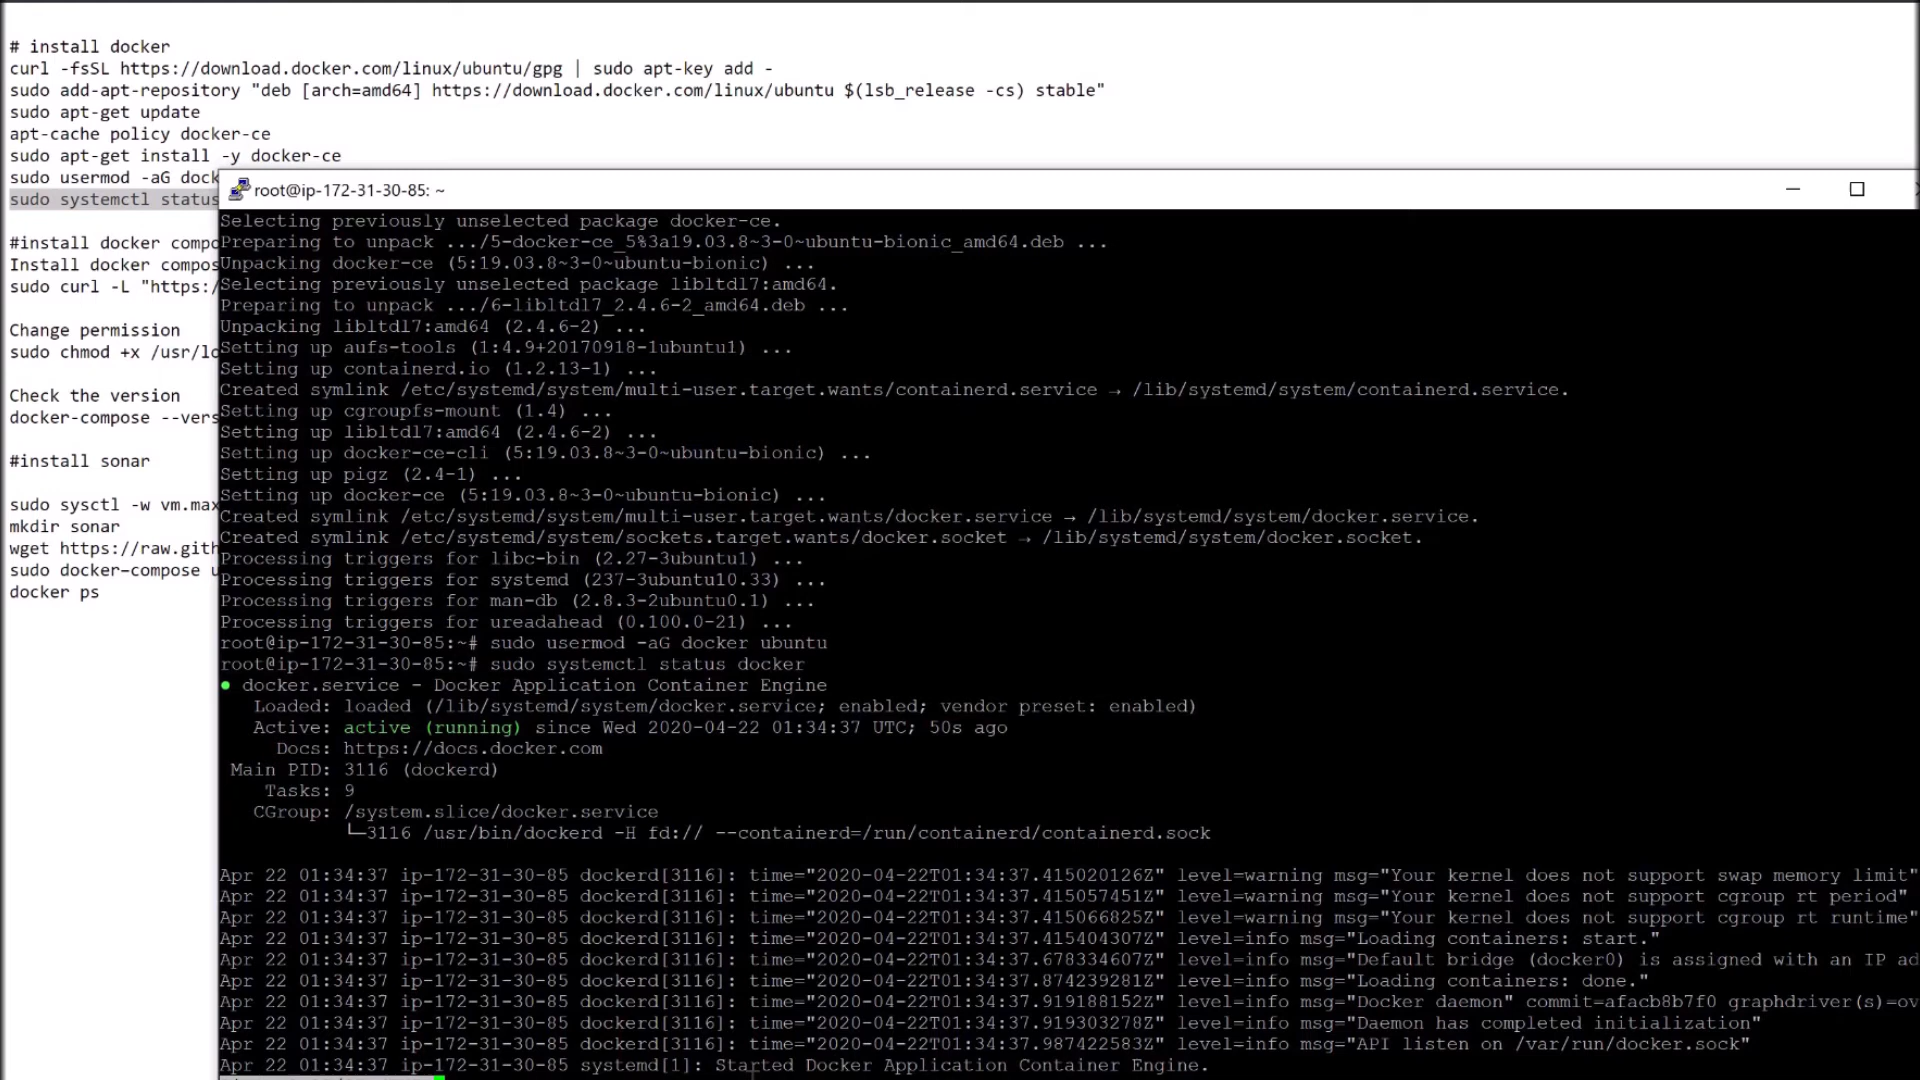 # install docker
curl -fsSL https://download.docker.com/linux/ubuntu/gpg | sudo apt-key add -
sudo add-apt-repository "deb [arch=amd64] https://download.docker.com/linux/ubuntu $(lsb_release -cs) stable"
sudo apt-get update
apt-cache policy docker-ce
sudo apt-get install -y docker-ce
sudo usermod -aG dock
sudo systemctl status
#install docker compo
Install docker compos
sudo curl -L "https:/
Change permission
sudo chmod +x /usr/lo
Check the version
docker-compose --vers
#install sonar
sudo sysctl -w vm.max
mkdir sonar
wget https://raw.gith
sudo docker-compose u
docker ps
root@ip-172-31-30-85: ~
Selecting previously unselected package docker-ce.
Preparing to unpack .../5-docker-ce_5%3a19.03.8~3-0~ubuntu-bionic_amd64.deb ...
Unpacking docker-ce (5:19.03.8~3-0~ubuntu-bionic) ...
Selecting previously unselected package libltdl7:amd64.
Preparing to unpack .../6-libltdl7_2.4.6-2_amd64.deb ...
Unpacking libltdl7:amd64 (2.4.6-2) ...
Setting up aufs-tools (1:4.9+20170918-1ubuntu1) ...
Setting up containerd.io (1.2.13-1) ...
Created symlink /etc/systemd/system/multi-user.target.wants/containerd.service → /lib/systemd/system/containerd.service.
Setting up cgroupfs-mount (1.4) ...
Setting up libltdl7:amd64 (2.4.6-2) ...
Setting up docker-ce-cli (5:19.03.8~3-0~ubuntu-bionic) ...
Setting up pigz (2.4-1) ...
Setting up docker-ce (5:19.03.8~3-0~ubuntu-bionic) ...
Created symlink /etc/systemd/system/multi-user.target.wants/docker.service → /lib/systemd/system/docker.service.
Created symlink /etc/systemd/system/sockets.target.wants/docker.socket → /lib/systemd/system/docker.socket.
Processing triggers for libc-bin (2.27-3ubuntu1) ...
Processing triggers for systemd (237-3ubuntu10.33) ...
Processing triggers for man-db (2.8.3-2ubuntu0.1) ...
Processing triggers for ureadahead (0.100.0-21) ...
root@ip-172-31-30-85:~# sudo usermod -aG docker ubuntu
root@ip-172-31-30-85:~# sudo systemctl status docker
● docker.service - Docker Application Container Engine
Loaded: loaded (/lib/systemd/system/docker.service; enabled; vendor preset: enabled)
Active: active (running) since Wed 2020-04-22 01:34:37 UTC; 50s ago
Docs: https://docs.docker.com
Main PID: 3116 (dockerd)
Tasks: 9
CGroup: /system.slice/docker.service
└─3116 /usr/bin/dockerd -H fd:// --containerd=/run/containerd/containerd.sock
Apr 22 01:34:37 ip-172-31-30-85 dockerd[3116]: time="2020-04-22T01:34:37.415020126Z" level=warning msg="Your kernel does not support swap memory limit"
Apr 22 01:34:37 ip-172-31-30-85 dockerd[3116]: time="2020-04-22T01:34:37.415057451Z" level=warning msg="Your kernel does not support cgroup rt period"
Apr 22 01:34:37 ip-172-31-30-85 dockerd[3116]: time="2020-04-22T01:34:37.415066825Z" level=warning msg="Your kernel does not support cgroup rt runtime"
Apr 22 01:34:37 ip-172-31-30-85 dockerd[3116]: time="2020-04-22T01:34:37.415404307Z" level=info msg="Loading containers: start."
Apr 22 01:34:37 ip-172-31-30-85 dockerd[3116]: time="2020-04-22T01:34:37.678334607Z" level=info msg="Default bridge (docker0) is assigned with an IP ad
Apr 22 01:34:37 ip-172-31-30-85 dockerd[3116]: time="2020-04-22T01:34:37.874239281Z" level=info msg="Loading containers: done."
Apr 22 01:34:37 ip-172-31-30-85 dockerd[3116]: time="2020-04-22T01:34:37.919188152Z" level=info msg="Docker daemon" commit=afacb8b7f0 graphdriver(s)=ov
Apr 22 01:34:37 ip-172-31-30-85 dockerd[3116]: time="2020-04-22T01:34:37.919303278Z" level=info msg="Daemon has completed initialization"
Apr 22 01:34:37 ip-172-31-30-85 dockerd[3116]: time="2020-04-22T01:34:37.987422583Z" level=info msg="API listen on /var/run/docker.sock"
Apr 22 01:34:37 ip-172-31-30-85 systemd[1]: Started Docker Application Container Engine.